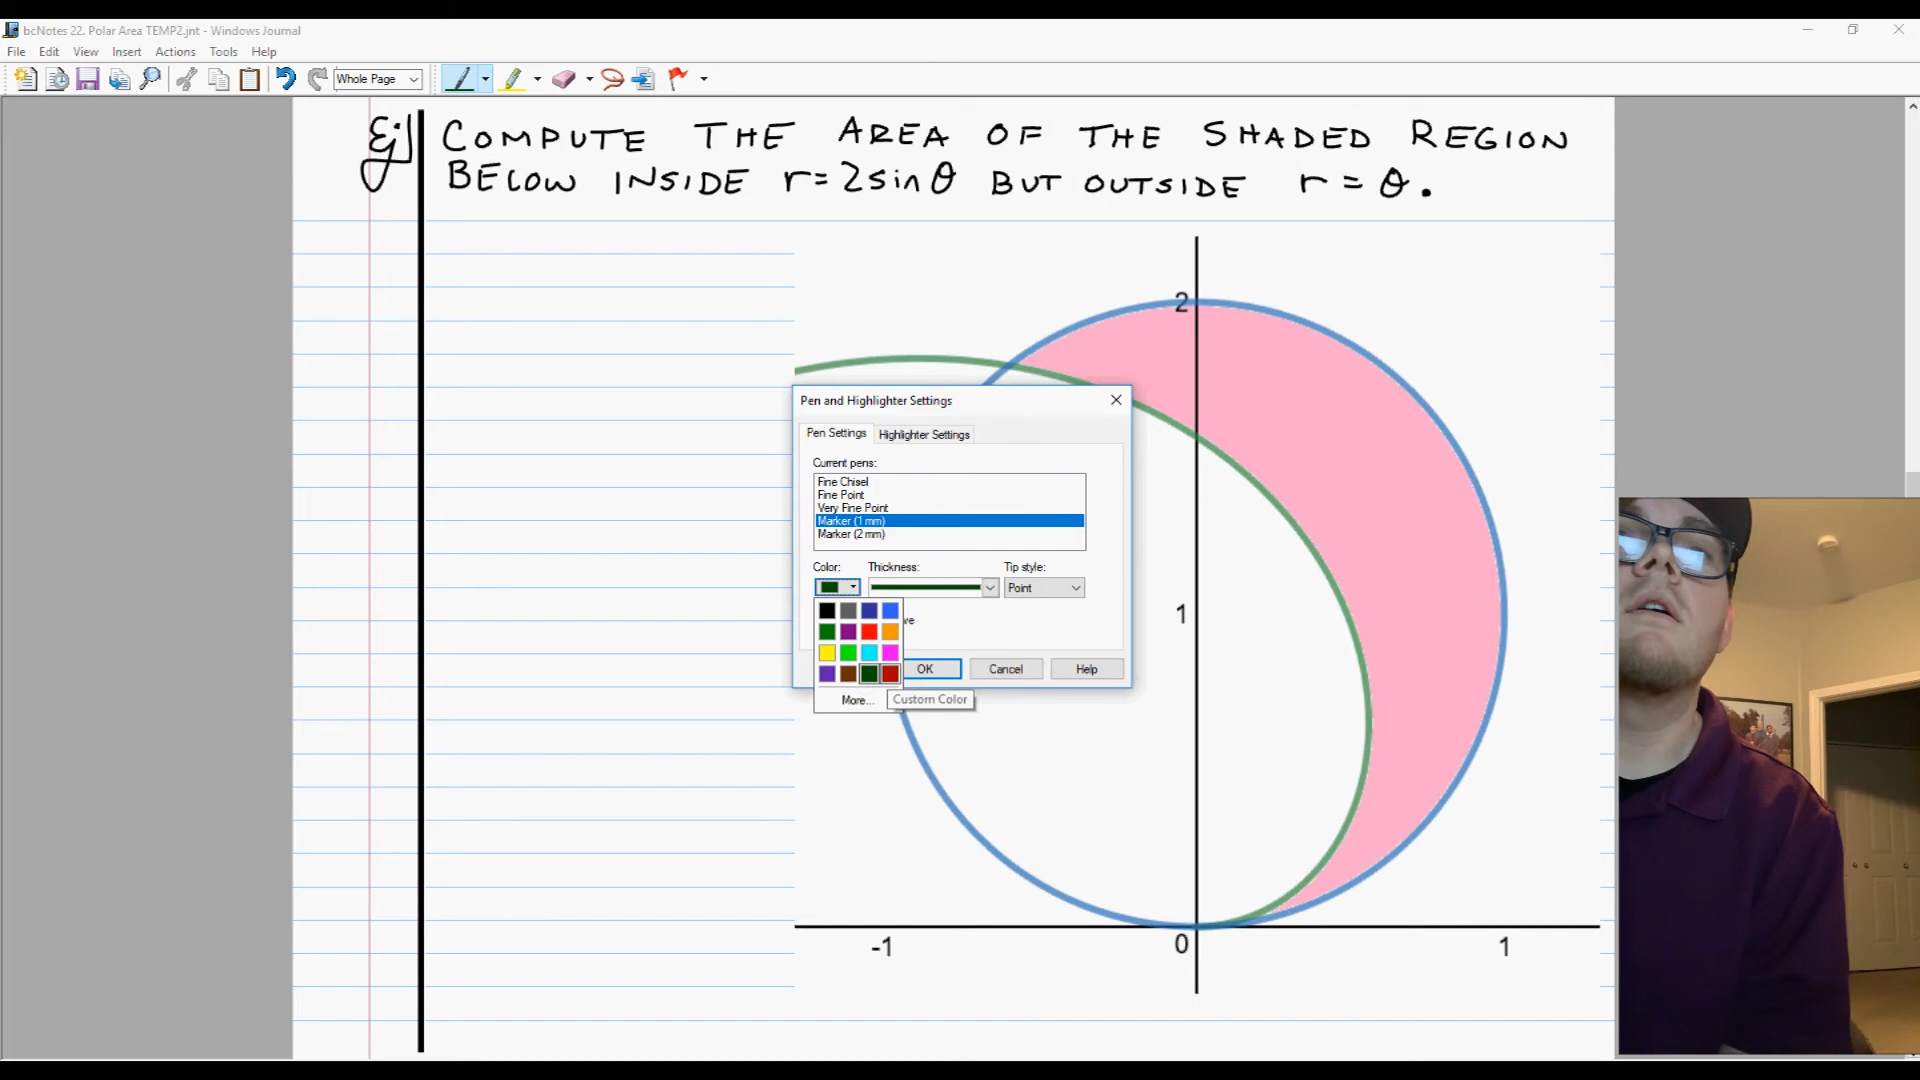 bcNotes 22. Polar Area TEMP2.jnt - Windows Journal
File Edit View Insert Actions Tools Help
Whole Page
Ej COMPUTE THE AREA OF THE SHADED REGION
BELOW INSIDE r=2sinθ BUT OUTSIDE r=θ.
2
Pen and Highlighter Settings
Pen Settings Highlighter Settings
Current pens:
Fine Chisel
Fine Point
Very Fine Point
Marker (1 mm)
Marker (2 mm)
Color: Thickness: Tip style:
Point
1
ve
OK Cancel Help
More... Custom Color
-1 0 1